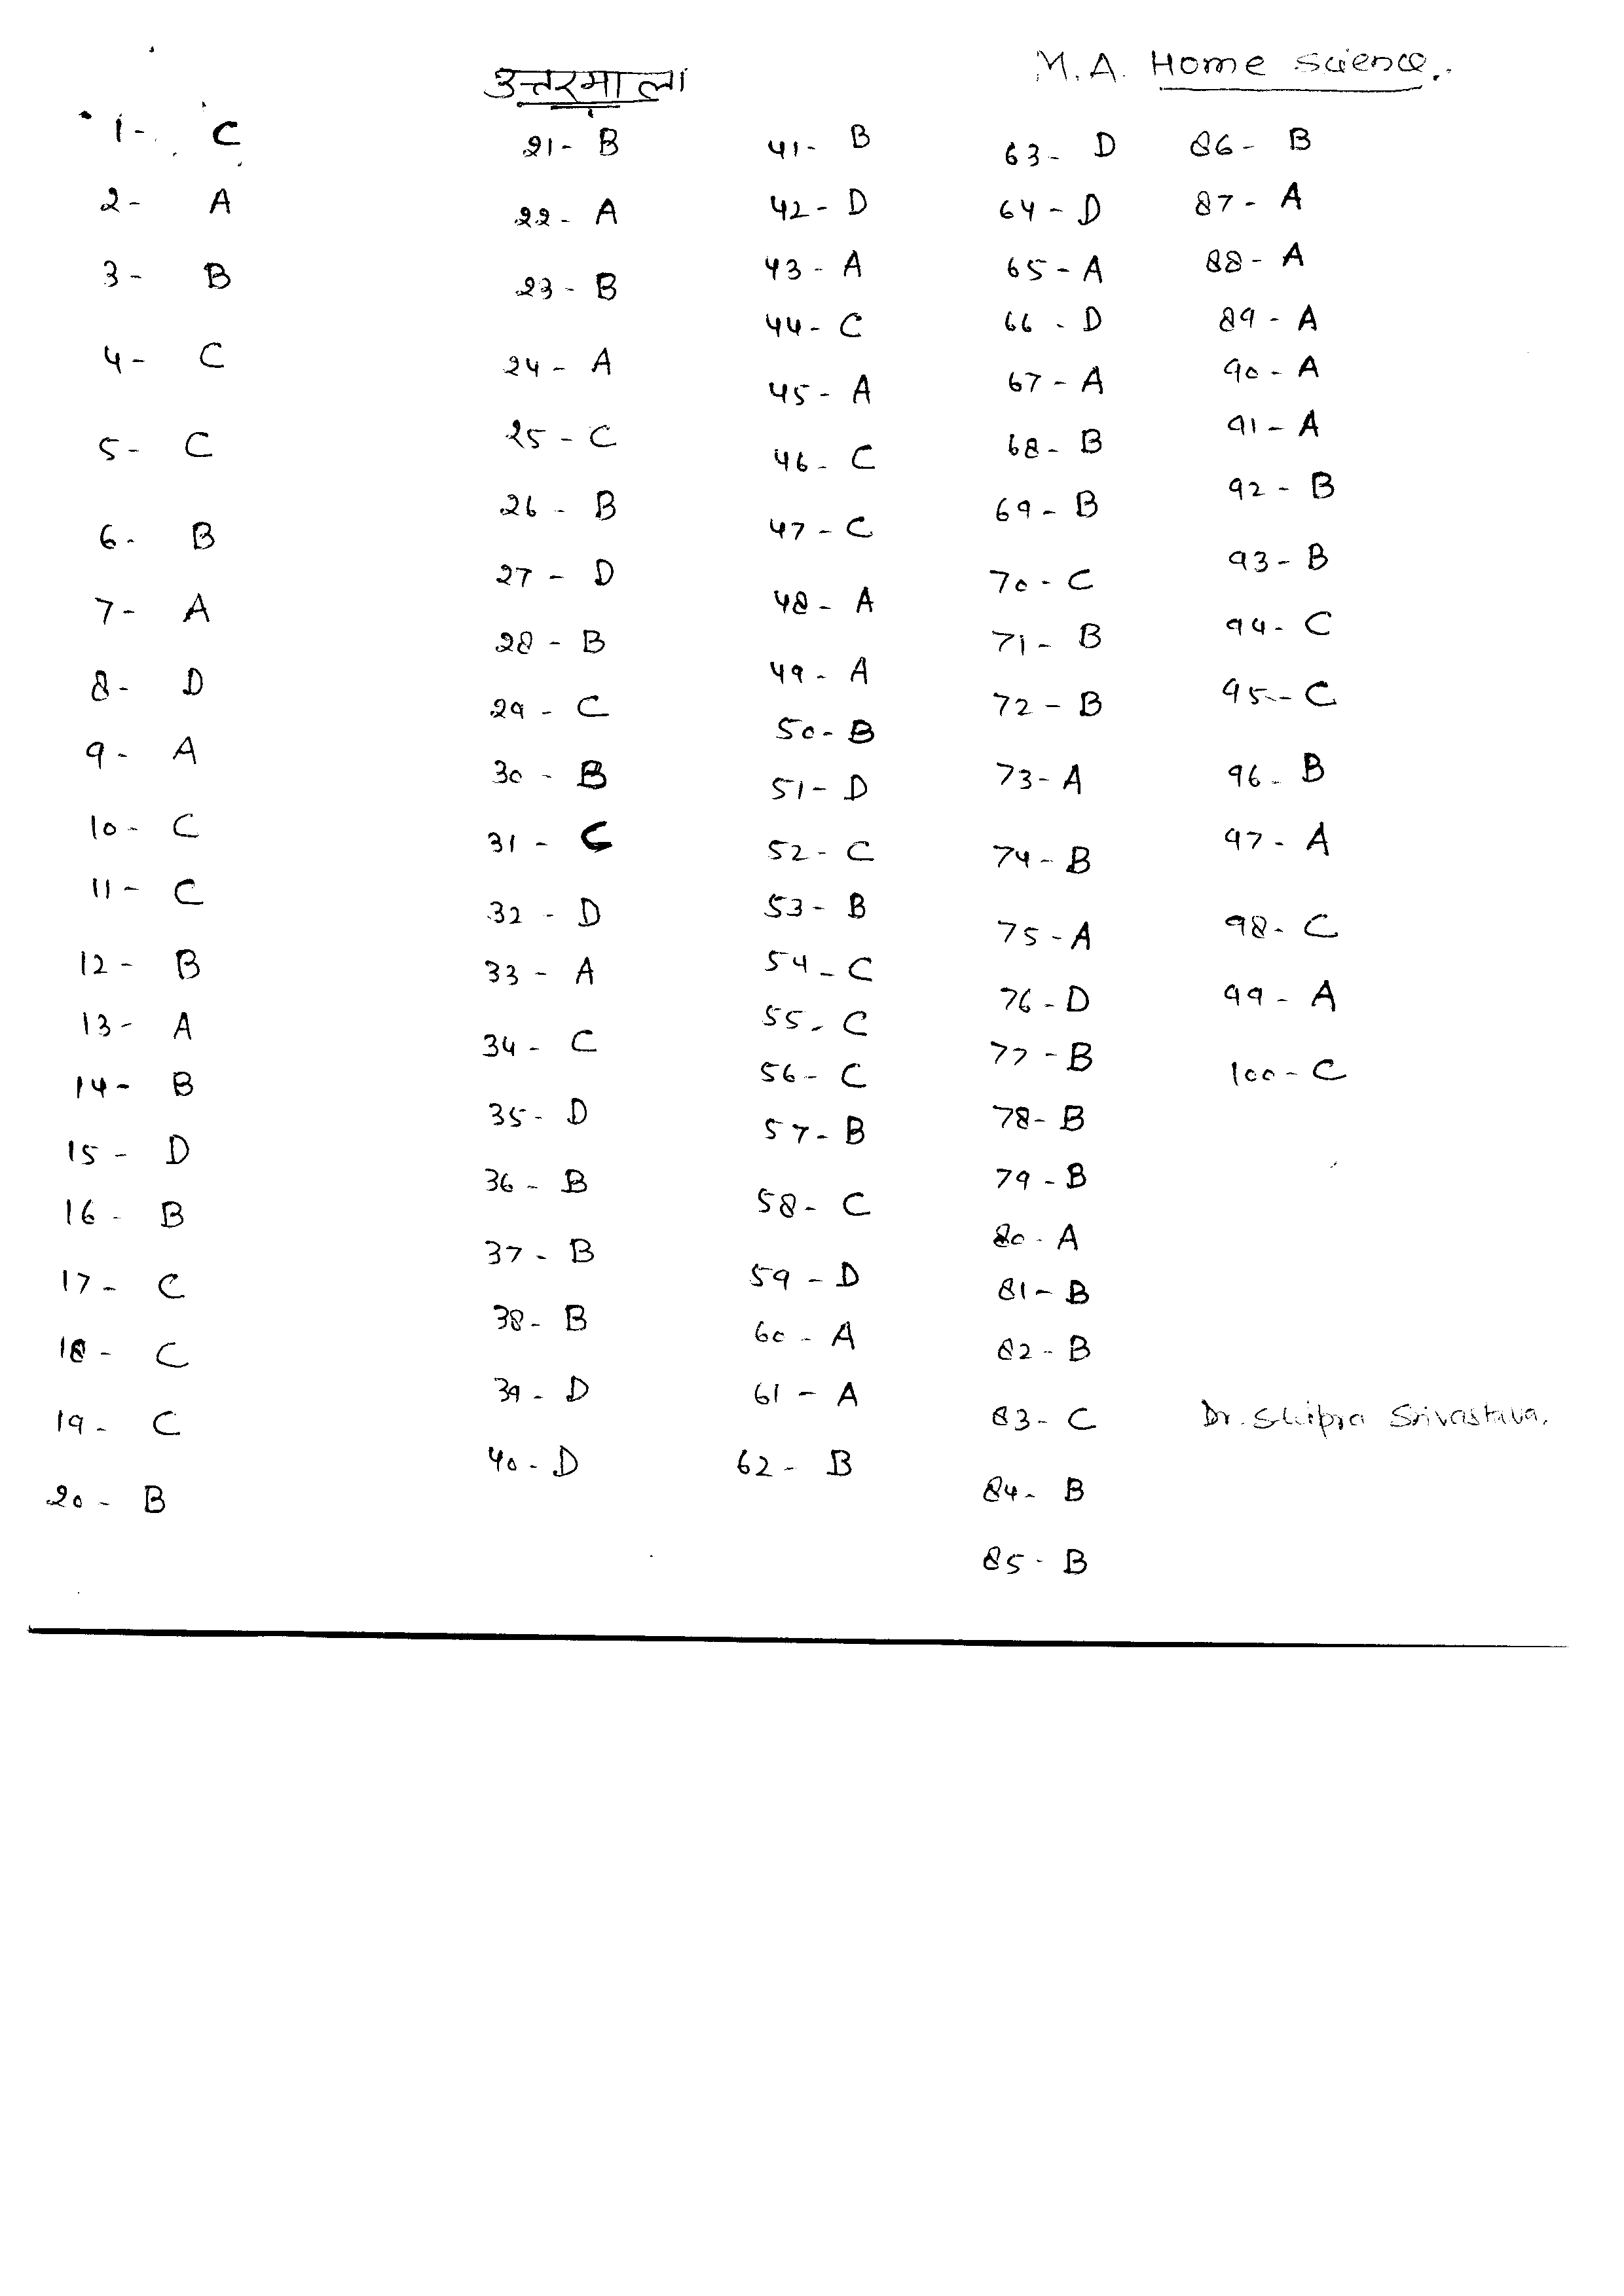 M.A. Home Science.
उत्तरमाला
1- C
2- A
3- B
4- C
5- C
6- B
7- A
8- D
9- A
10- C
11- C
12- B
13- A
14- B
15- D
16- B
17- C
18- C
19- C
20- B
21- B
22- A
23- B
24- A
25- C
26- B
27- D
28- B
29- C
30- B
31- C
32- D
33- A
34- C
35- D
36- B
37- B
38- B
39- D
40- D
41- B
42- D
43- A
44- C
45- A
46- C
47- C
48- A
49- A
50- B
51- D
52- C
53- B
54- C
55- C
56- C
57- B
58- C
59- D
60- A
61- A
62- B
63- D
64- D
65- A
66- D
67- A
68- B
69- B
70- C
71- B
72- B
73- A
74- B
75- A
76- D
77- B
78- B
79- B
80- A
81- B
82- B
83- C
84- B
85- B
86- B
87- A
88- A
89- A
90- A
91- A
92- B
93- B
94- C
95- C
96- B
97- A
98- C
99- A
100- C
Dr. Shipra Srivastava.